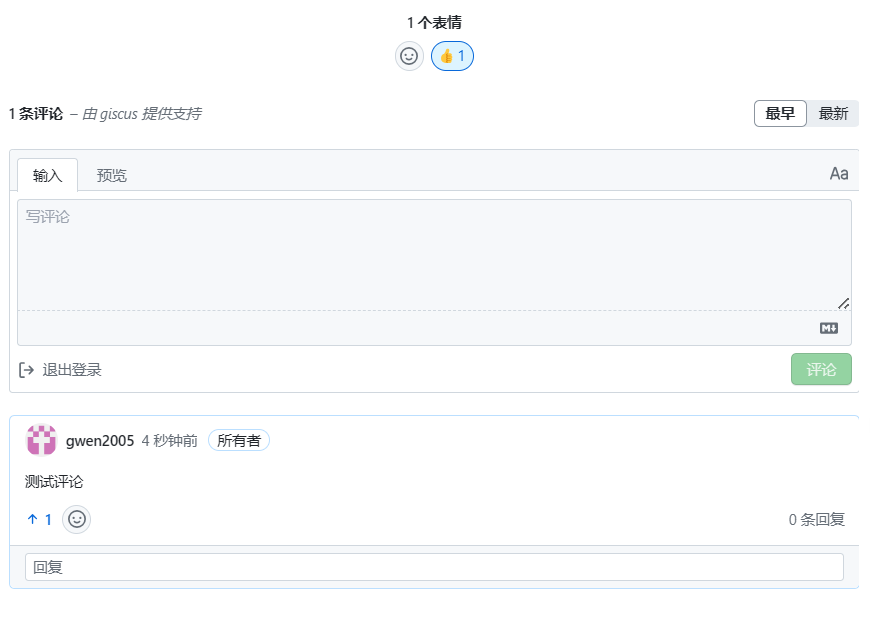 1 个表情
👍 1
1 条评论 – 由 giscus 提供支持
最早 最新
输入 预览 Aa
写评论
M↓
退出登录 评论
gwen2005 4 秒钟前 所有者
测试评论
↑ 1 0 条回复
回复